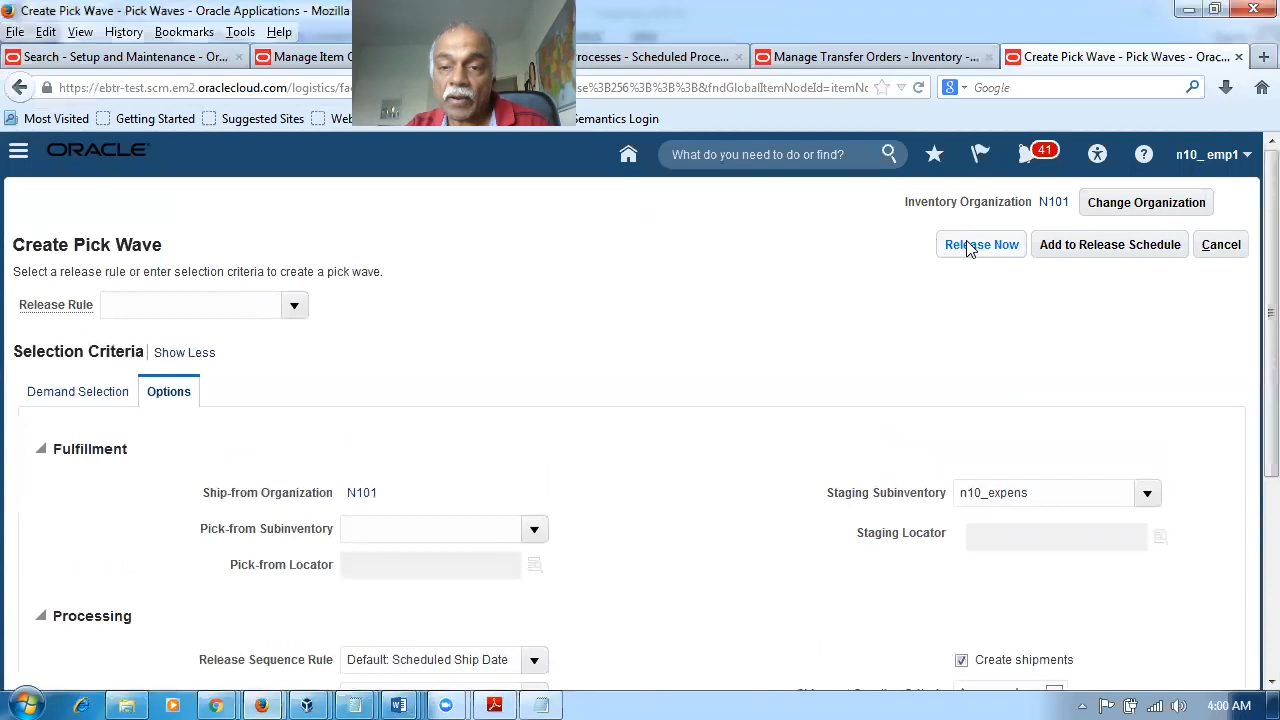 Create Pick Wave - Pick Waves - Oracle Applications - Mozilla
File Edit View History Bookmarks Tools Help
Search - Setup and Maintenance - Or...
Manage Item
rocesses - Scheduled Proce...
Manage Transfer Orders - Inventory -...
Create Pick Wave - Pick Waves - Orac...
https://ebtr-test.scm.em2.oraclecloud.com/logistics/fa
e%3B256%3B%3B%3B&fndGlobalItemNodeId=itemNo
Google
Most Visited
Getting Started
Suggested Sites
emantics Login
ORACLE
What do you need to do or find?
41
n10_emp1
Inventory Organization N101 Change Organization
Create Pick Wave
Release Now Add to Release Schedule Cancel
Select a release rule or enter selection criteria to create a pick wave.
Release Rule
Selection Criteria Show Less
Demand Selection Options
Fulfillment
Ship-from Organization N101
Staging Subinventory n10_expens
Pick-from Subinventory
Staging Locator
Pick-from Locator
Processing
Release Sequence Rule Default: Scheduled Ship Date
Create shipments
4:00 AM